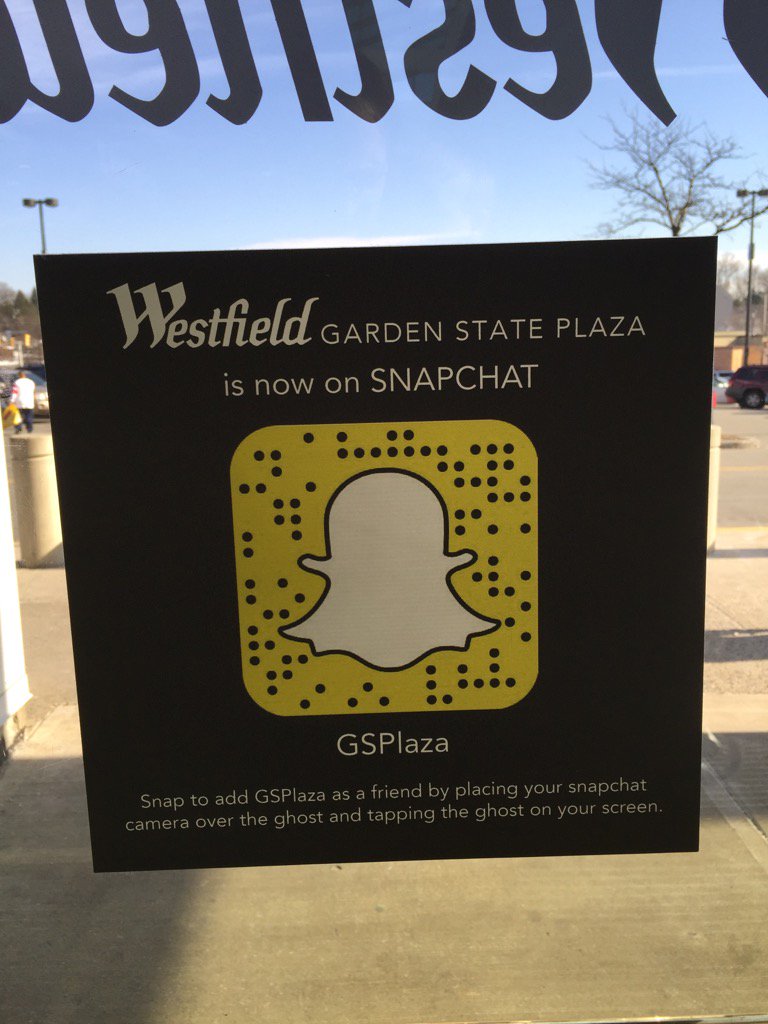 Westfield
Westfield GARDEN STATE PLAZA
is now on SNAPCHAT
GSPlaza
Snap to add GSPlaza as a friend by placing your snapchat
camera over the ghost and tapping the ghost on your screen.